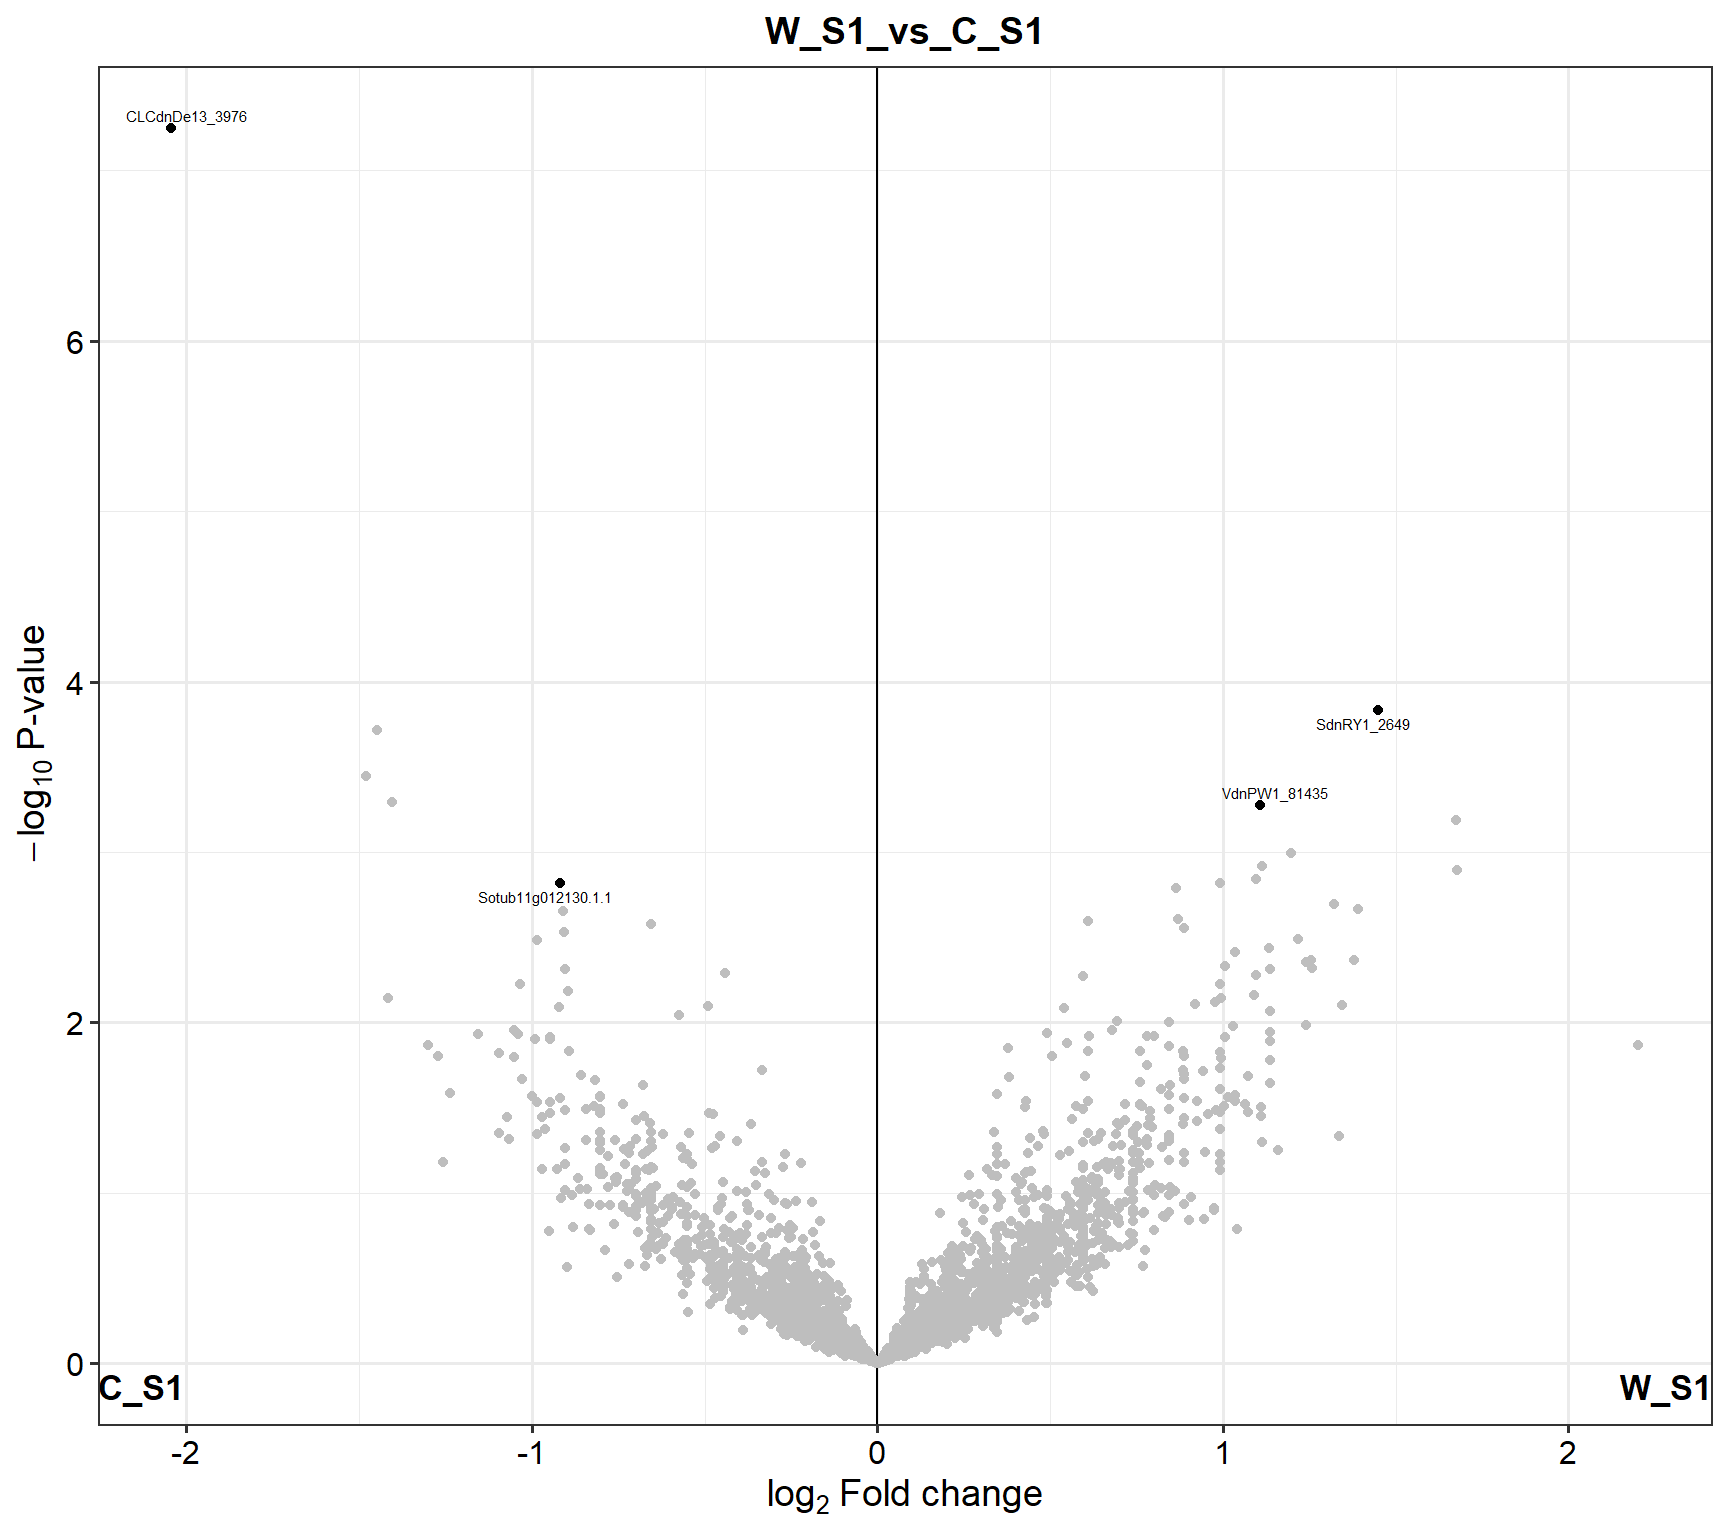 W_S1_vs_C_S1
CLCdnDe13_3976
6
4
SdnRY1_2649
VdnPW1_81435
Sotub11g012130.1.1
2
0
−log10 P-value
C_S1
W_S1
-2 -1 0 1 2
log2 Fold change